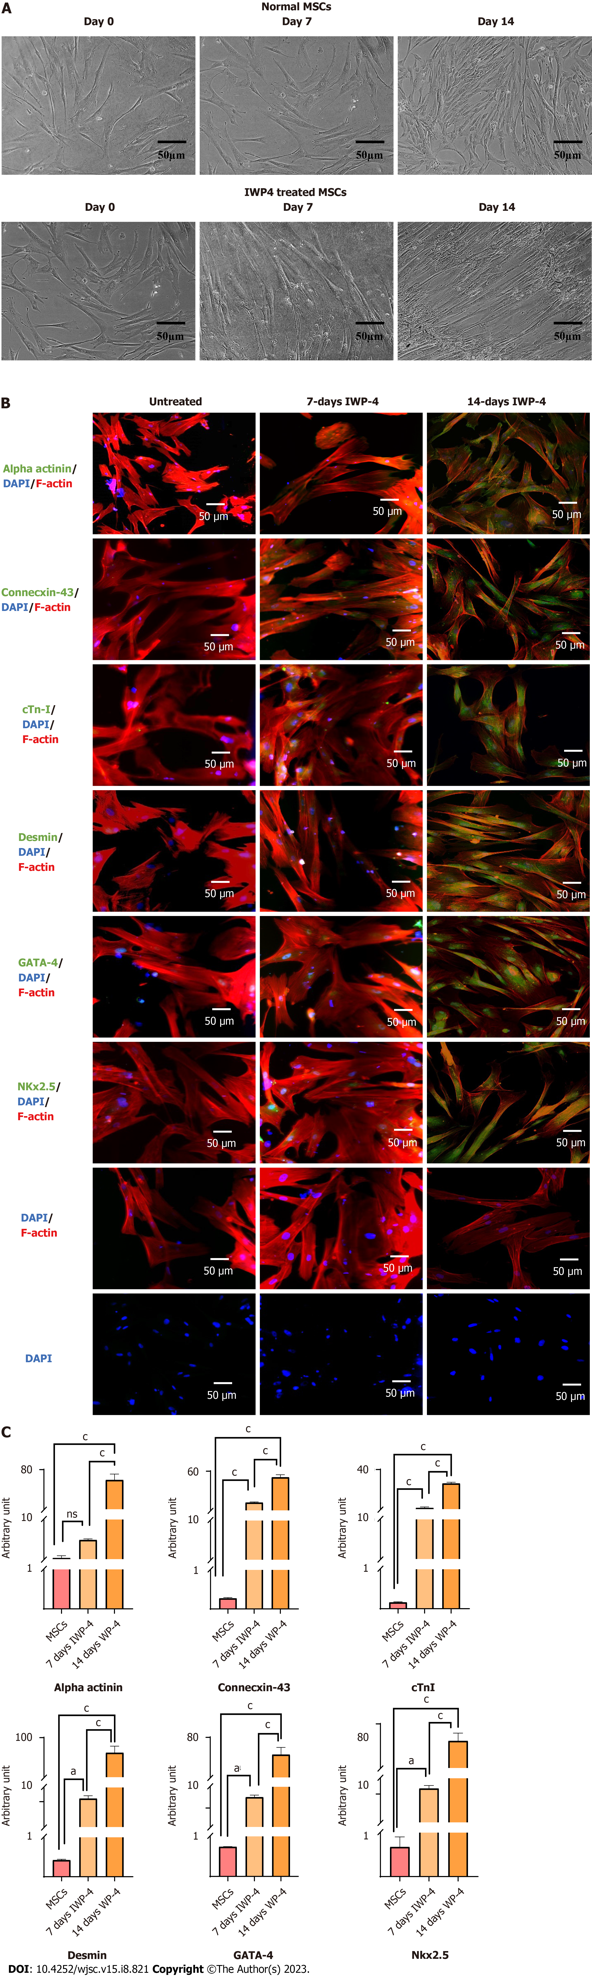 A
Normal MSCs
Day 0 Day 7 Day 14
50µm 50µm 50µm
IWP4 treated MSCs
Day 0 Day 7 Day 14
50µm 50µm 50µm
B
Untreated 7-days IWP-4 14-days IWP-4
Alpha actinin/
DAPI/F-actin
50 µm 50 µm 50 µm
Connecxin-43/
DAPI/F-actin
50 µm 50 µm 50 µm
cTn-I/
DAPI/
F-actin
50 µm 50 µm 50 µm
Desmin/
DAPI/
F-actin
50 µm 50 µm 50 µm
GATA-4/
DAPI/
F-actin
50 µm 50 µm 50 µm
NKx2.5/
DAPI/
F-actin
50 µm 50 µm 50 µm
DAPI/
F-actin
50 µm 50 µm 50 µm
DAPI
50 µm 50 µm 50 µm
C
Arbitrary unit
80
10
1
c
c
ns
MSCs
7 days IWP-4
14 days WP-4
Alpha actinin
Arbitrary unit
60
10
1
c
c
c
MSCs
7 days IWP-4
14 days WP-4
Connecxin-43
Arbitrary unit
40
10
1
c
c
c
MSCs
7 days IWP-4
14 days WP-4
cTnI
Arbitrary unit
100
10
1
c
c
a
MSCs
7 days IWP-4
14 days WP-4
Desmin
Arbitrary unit
80
10
1
c
c
a
MSCs
7 days IWP-4
14 days WP-4
GATA-4
Arbitrary unit
80
10
1
c
c
a
MSCs
7 days IWP-4
14 days WP-4
Nkx2.5
DOI: 10.4252/wjsc.v15.i8.821 Copyright ©The Author(s) 2023.